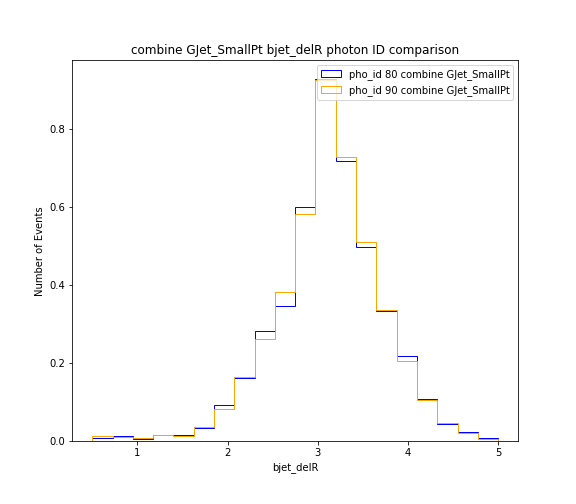 combine GJet_SmallPt bjet_delR photon ID comparison
pho_id 80 combine GJet_SmallPt
pho_id 90 combine GJet_SmallPt
Number of Events
0.8
0.6
0.4
0.2
0.0
1 2 3 4 5
bjet_delR